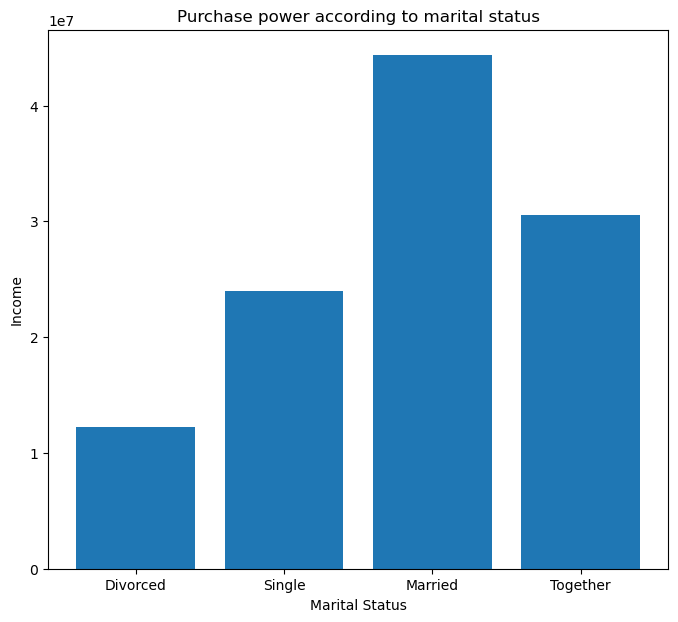 Purchase power according to marital status
1e7
4
3
2
1
0
Income
Divorced Single Married Together
Marital Status